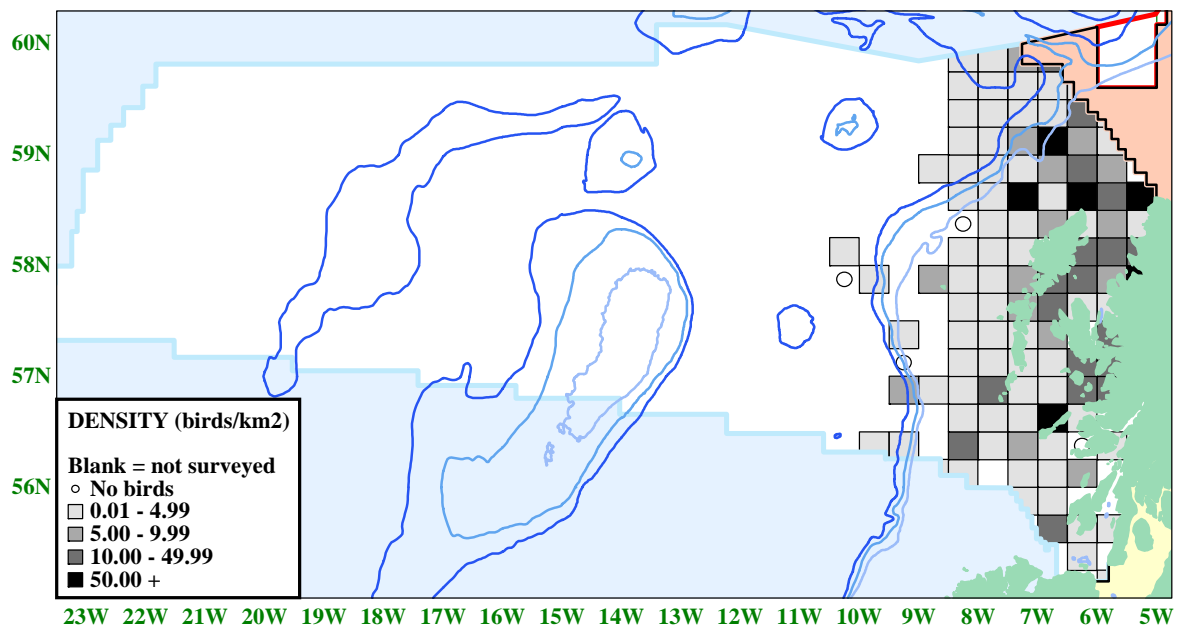 60N
59N
58N
57N
56N
DENSITY (birds/km2)
Blank = not surveyed
No birds
0.01 - 4.99
5.00 - 9.99
10.00 - 49.99
50.00 +
23W 22W 21W 20W 19W 18W 17W 16W 15W 14W 13W 12W 11W 10W 9W 8W 7W 6W 5W